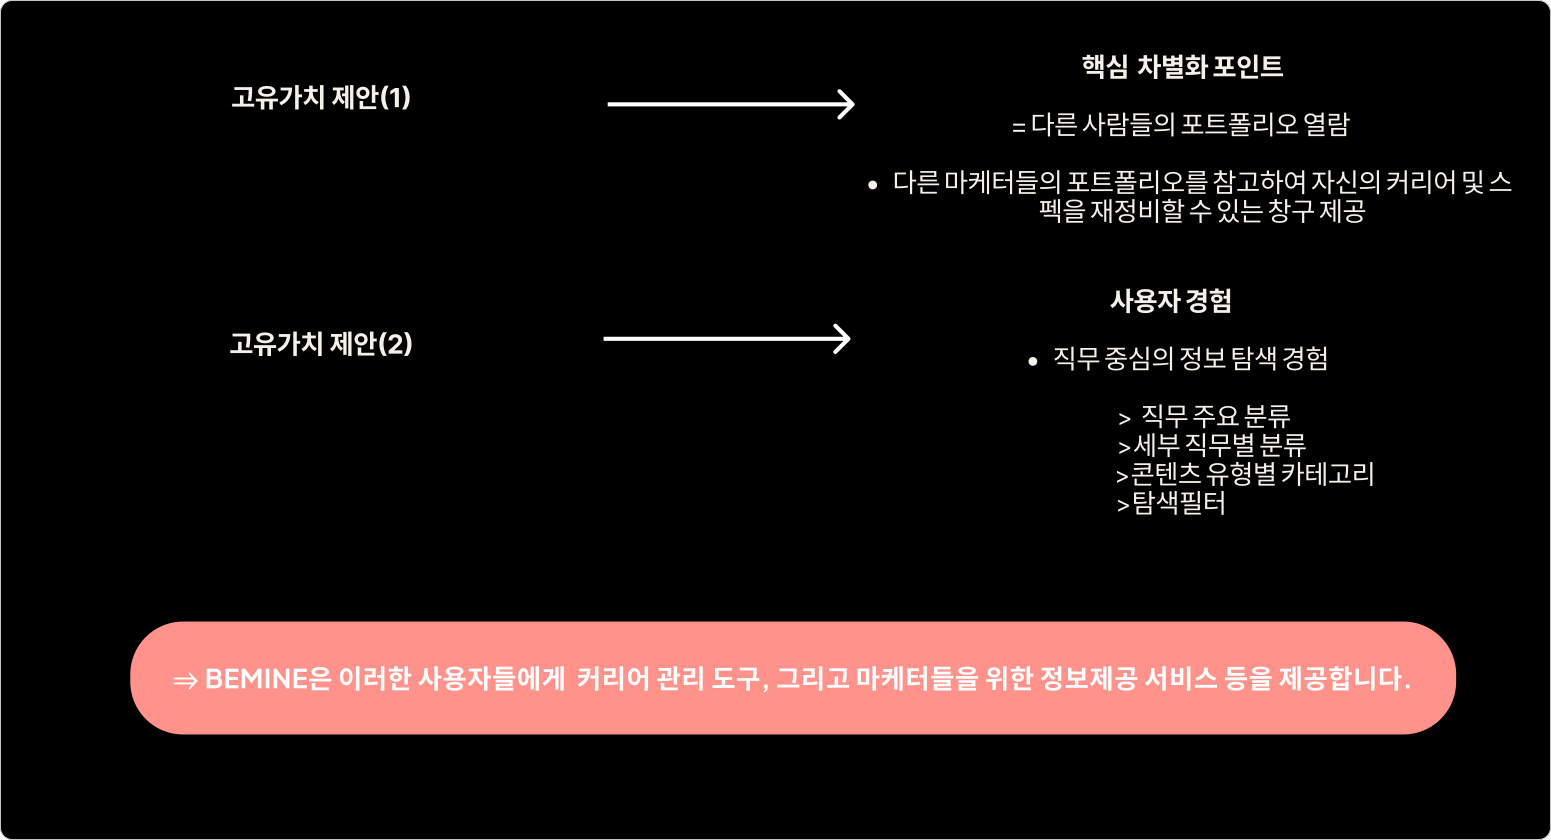 고유가치 제안(1)
핵심 차별화 포인트
= 다른 사람들의 포트폴리오 열람
• 다른 마케터들의 포트폴리오를 참고하여 자신의 커리어 및 스
펙을 재정비할 수 있는 창구 제공
고유가치 제안(2)
사용자 경험
• 직무 중심의 정보 탐색 경험
> 직무 주요 분류
>세부 직무별 분류
>콘텐츠 유형별 카테고리
>탐색필터
⇒ BEMINE은 이러한 사용자들에게 커리어 관리 도구, 그리고 마케터들을 위한 정보제공 서비스 등을 제공합니다.